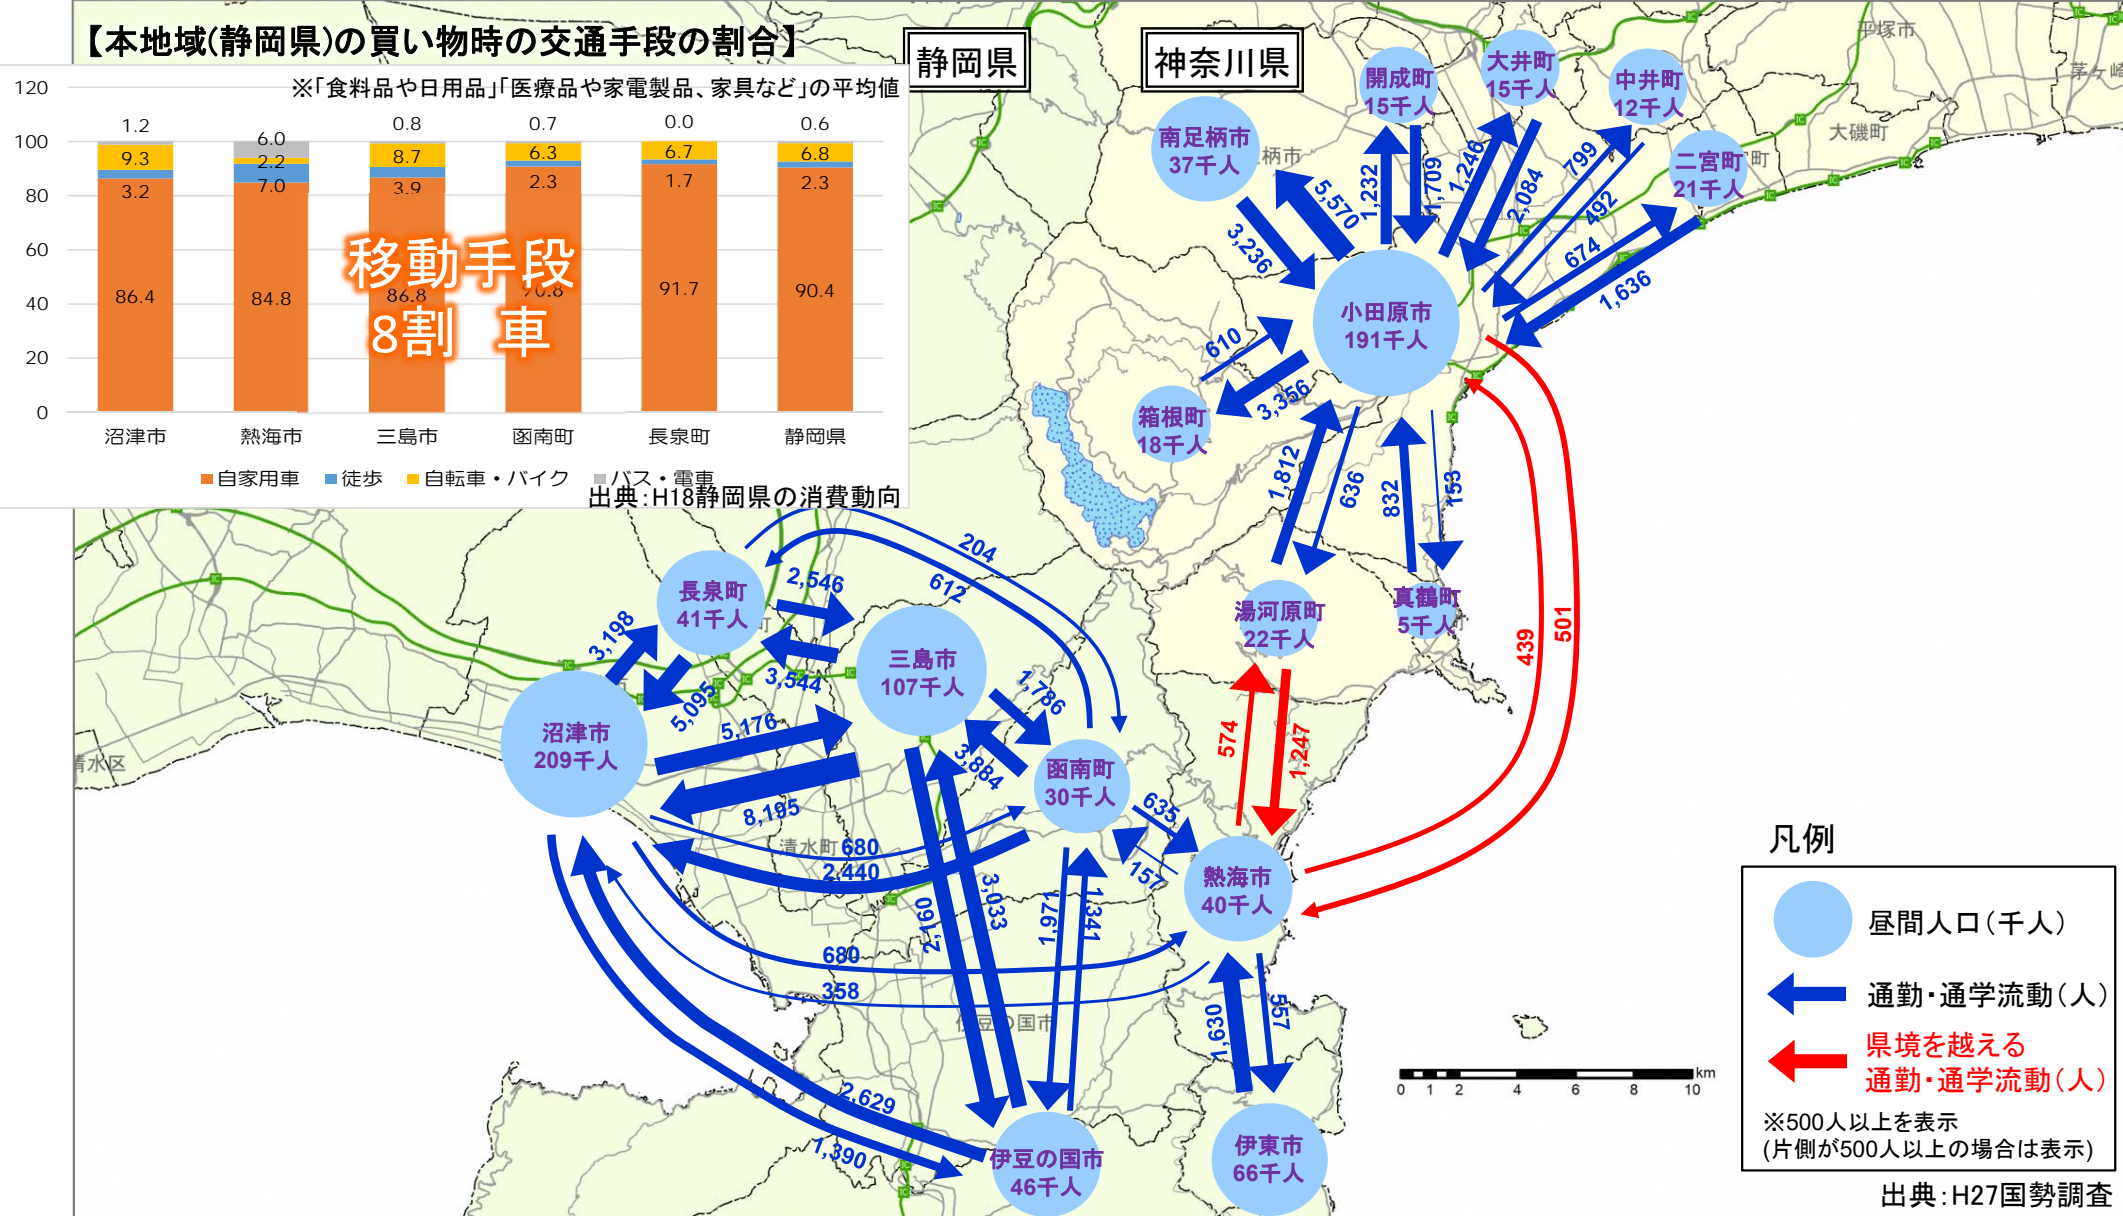 【本地域(静岡県)の買い物時の交通手段の割合】
※「食料品や日用品」「医療品や家電製品、家具など」の平均値
120
100
80
60
40
20
0
1.2
6.0
0.8
0.7
0.0
0.6
9.3
2.2
8.7
6.3
6.7
6.8
3.2
7.0
3.9
2.3
1.7
2.3
86.4
84.8
86.8
90.8
91.7
90.4
移動手段
8割 車
沼津市
熱海市
三島市
函南町
長泉町
静岡県
自家用車
徒歩
自転車・バイク
バス・電車
出典:H18静岡県の消費動向
静岡県
神奈川県
開成町
15千人
大井町
15千人
中井町
12千人
二宮町
21千人
南足柄市
37千人
小田原市
191千人
箱根町
18千人
湯河原町
22千人
真鶴町
5千人
長泉町
41千人
三島市
107千人
沼津市
209千人
函南町
30千人
熱海市
40千人
伊豆の国市
46千人
伊東市
66千人
平塚市
茅ヶ崎
大磯町
柄市
町
清水区
清水町
伊豆の国市
5,570
3,236
1,232
1,709
1,246
2,084
799
492
674
1,636
610
3,356
1,812
636
832
153
439
501
574
1,247
204
612
2,546
3,544
3,198
5,095
5,176
8,195
1,786
3,884
635
157
680
2,440
2,160
3,033
1,971
1,341
680
358
1,630
557
2,629
1,390
0 1 2 4 6 8 10 km
凡例
昼間人口(千人)
通勤・通学流動(人)
県境を越える
通勤・通学流動(人)
※500人以上を表示
(片側が500人以上の場合は表示)
出典:H27国勢調査